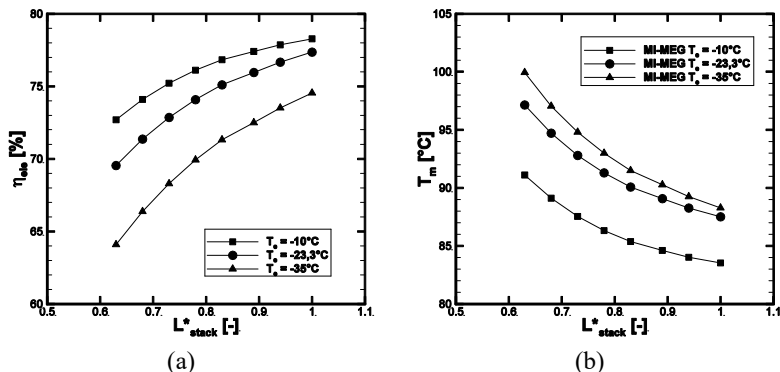 80
75
70
65
60
η_ele [%]
T_e = -10°C
T_e = -23,3°C
T_e = -35°C
0.5 0.6 0.7 0.8 0.9 1 1.1
L*_stack [-]
(a)
105
100
95
90
85
80
T_m [°C]
MI-MEG T_e = -10°C
MI-MEG T_e = -23,3°C
MI-MEG T_e = -35°C
0.5 0.6 0.7 0.8 0.9 1 1.1
L*_stack [-]
(b)